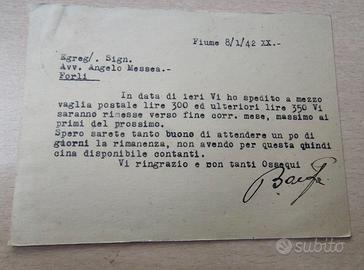 Fiume 8/1/42 XX.-
Egreg/. Sign.
Avv. Angelo Messea.-
Forli
In data di ieri Vi ho spedito a mezzo
vaglia postale lire 300 ed ulteriori lire 350 Vi
saranno rimesse verso fine corr. mese, massimo ai
primi del prossimo.
Spero sarete tanto buono di attendere un po di
giorni la rimanenza, non avendo per questa quindi
cina disponibile contanti.
Vi ringrazio e con tanti Ossequi
subito